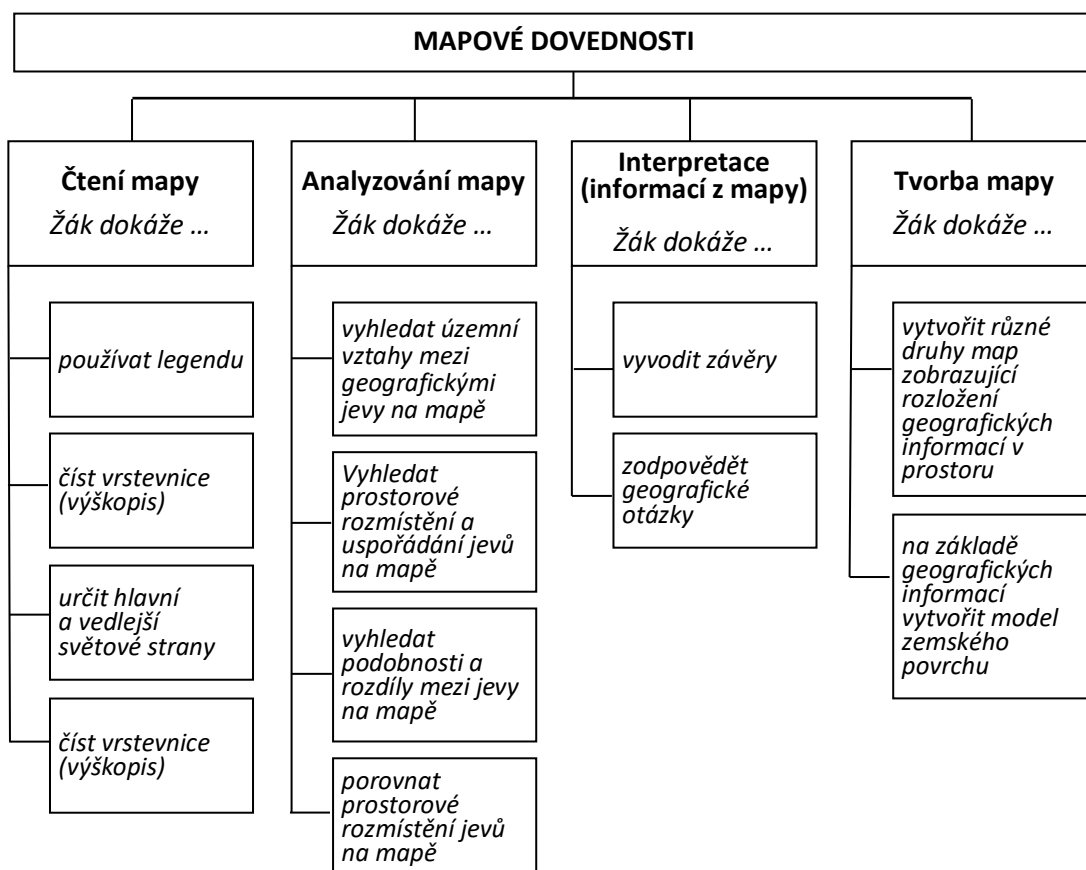 MAPOVÉ DOVEDNOSTI
Čtení mapy
Žák dokáže ...
používat legendu
číst vrstevnice
(výškopis)
určit hlavní
a vedlejší
světové strany
číst vrstevnice
(výškopis)
Analyzování mapy
Žák dokáže ...
vyhledat územní
vztahy mezi
geografickými
jevy na mapě
Vyhledat
prostorové
rozmístění a
uspořádání jevů
na mapě
vyhledat
podobnosti a
rozdíly mezi jevy
na mapě
porovnat
prostorové
rozmístění jevů
na mapě
Interpretace
(informací z mapy)
Žák dokáže ...
vyvodit závěry
zodpovědět
geografické
otázky
Tvorba mapy
Žák dokáže ...
vytvořit různé
druhy map
zobrazující
rozložení
geografických
informací v
prostoru
na základě
geografických
informací
vytvořit model
zemského
povrchu